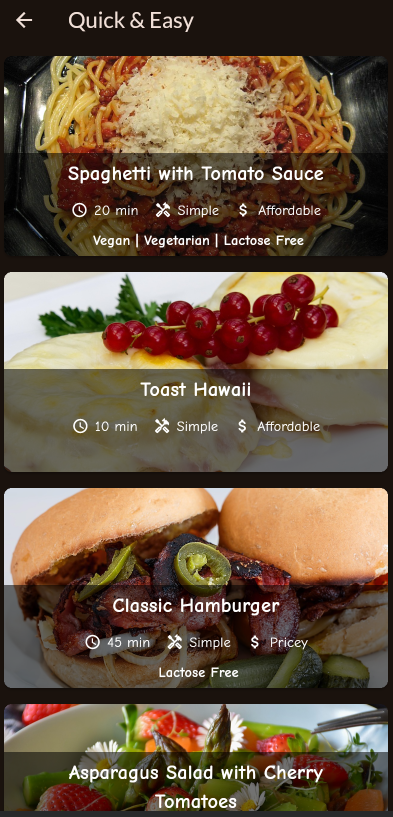 Quick & Easy
Spaghetti with Tomato Sauce
20 min Simple Affordable
Vegan | Vegetarian | Lactose Free
Toast Hawaii
10 min Simple Affordable
Classic Hamburger
45 min Simple Pricey
Lactose Free
Asparagus Salad with Cherry
Tomatoes